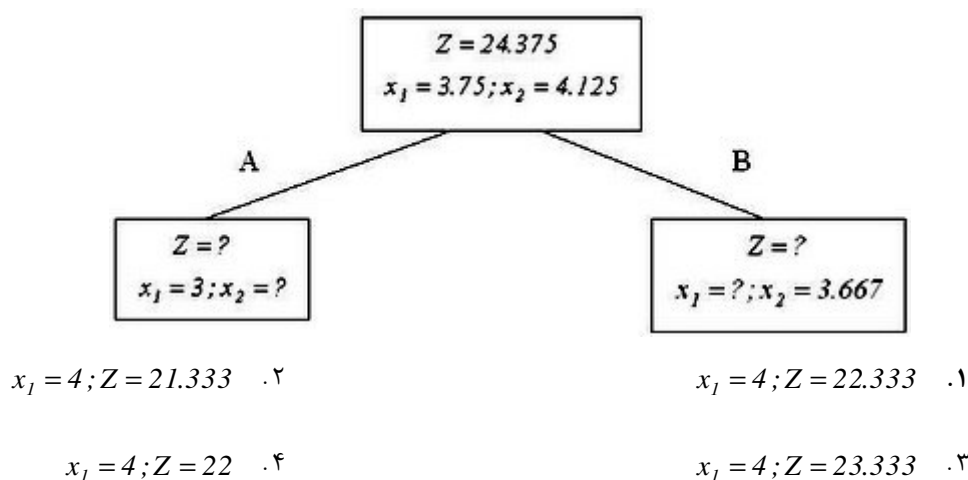 Z = 24.375
x₁ = 3.75; x₂ = 4.125
A
B
Z = ?
x₁ = 3; x₂ = ?
Z = ?
x₁ = ?; x₂ = 3.667
۱. x₁ = 4; Z = 22.333
۲. x₁ = 4; Z = 21.333
۳. x₁ = 4; Z = 23.333
۴. x₁ = 4; Z = 22